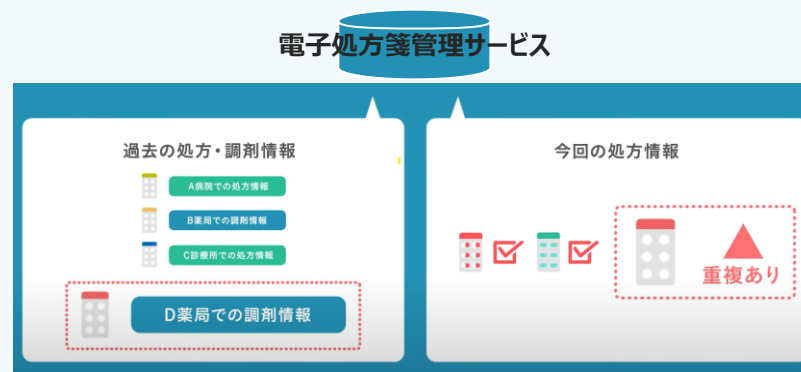 電子処方箋管理サービス
過去の処方・調剤情報
A病院での処方情報
B薬局での調剤情報
C診療所での処方情報
D薬局での調剤情報
今回の処方情報
重複あり